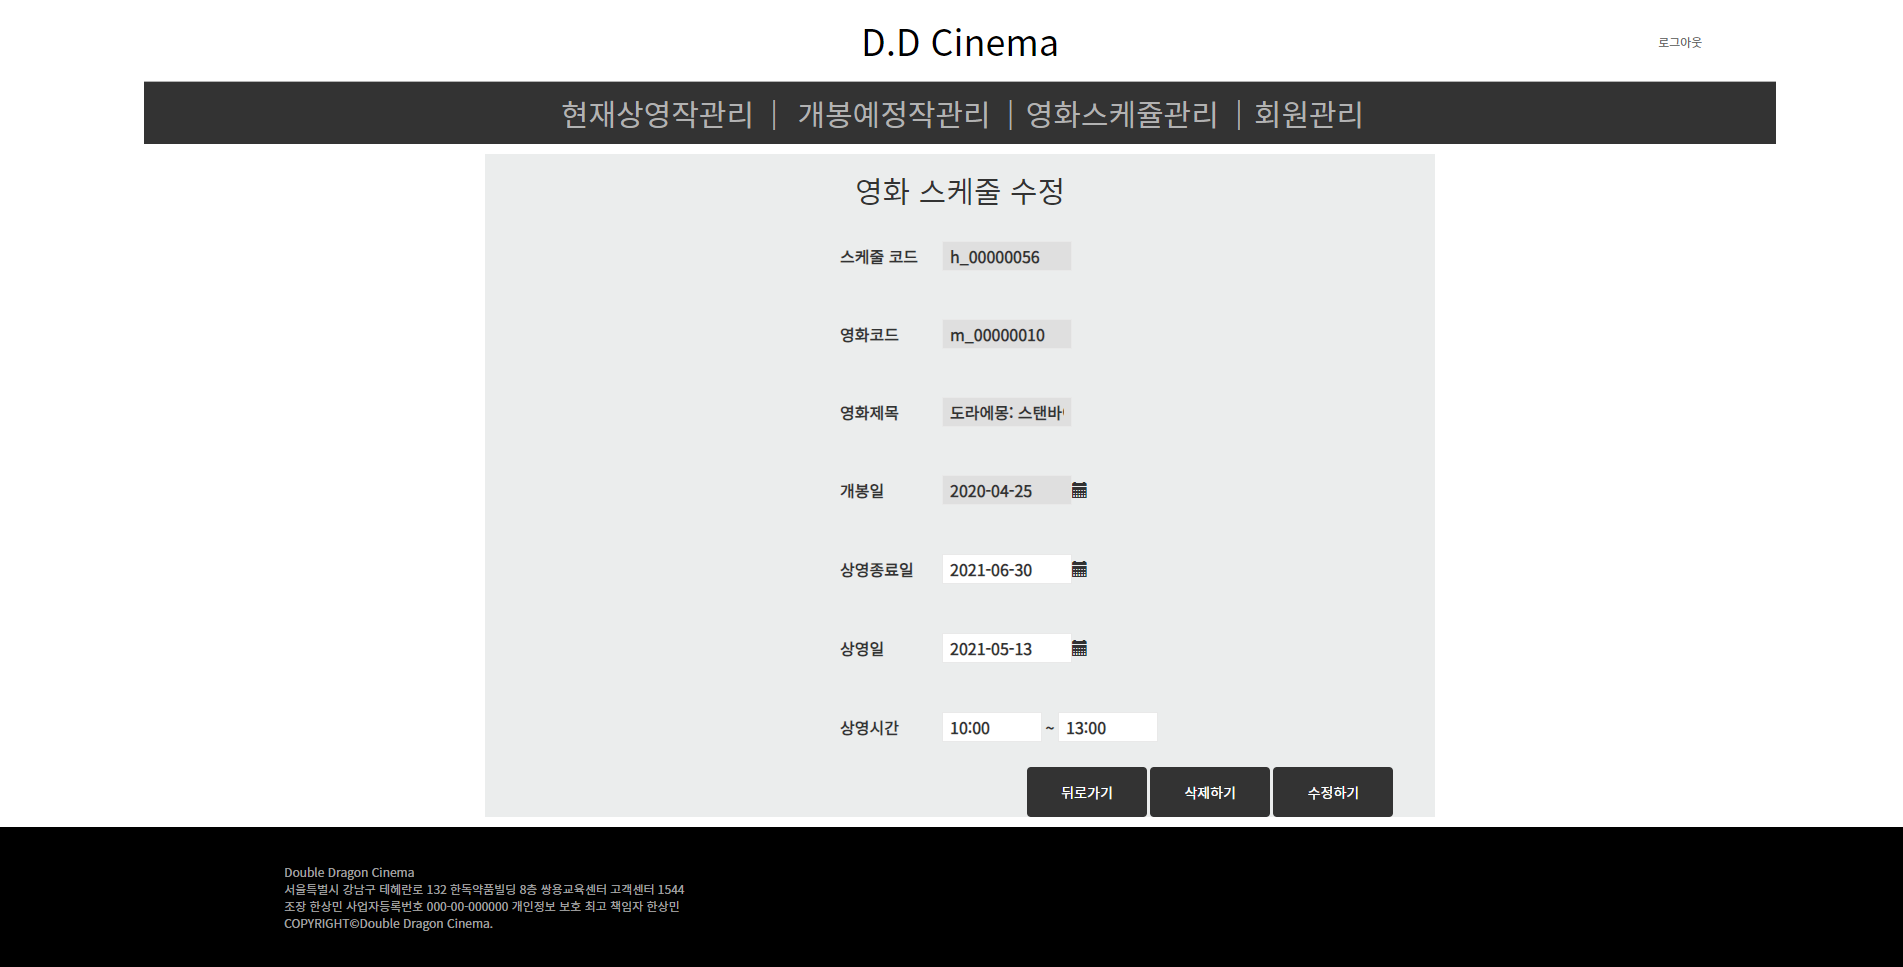 D.D Cinema
로그아웃
현재상영작관리 | 개봉예정작관리 | 영화스케쥴관리 | 회원관리
영화 스케줄 수정
스케줄 코드 h_00000056
영화코드 m_00000010
영화제목 도라에몽: 스탠바
개봉일 2020-04-25
상영종료일 2021-06-30
상영일 2021-05-13
상영시간 10:00 ~ 13:00
뒤로가기 삭제하기 수정하기
Double Dragon Cinema
서울특별시 강남구 테헤란로 132 한독약품빌딩 8층 쌍용교육센터 고객센터 1544
조장 한상민 사업자등록번호 000-00-000000 개인정보 보호 최고 책임자 한상민
COPYRIGHT©Double Dragon Cinema.